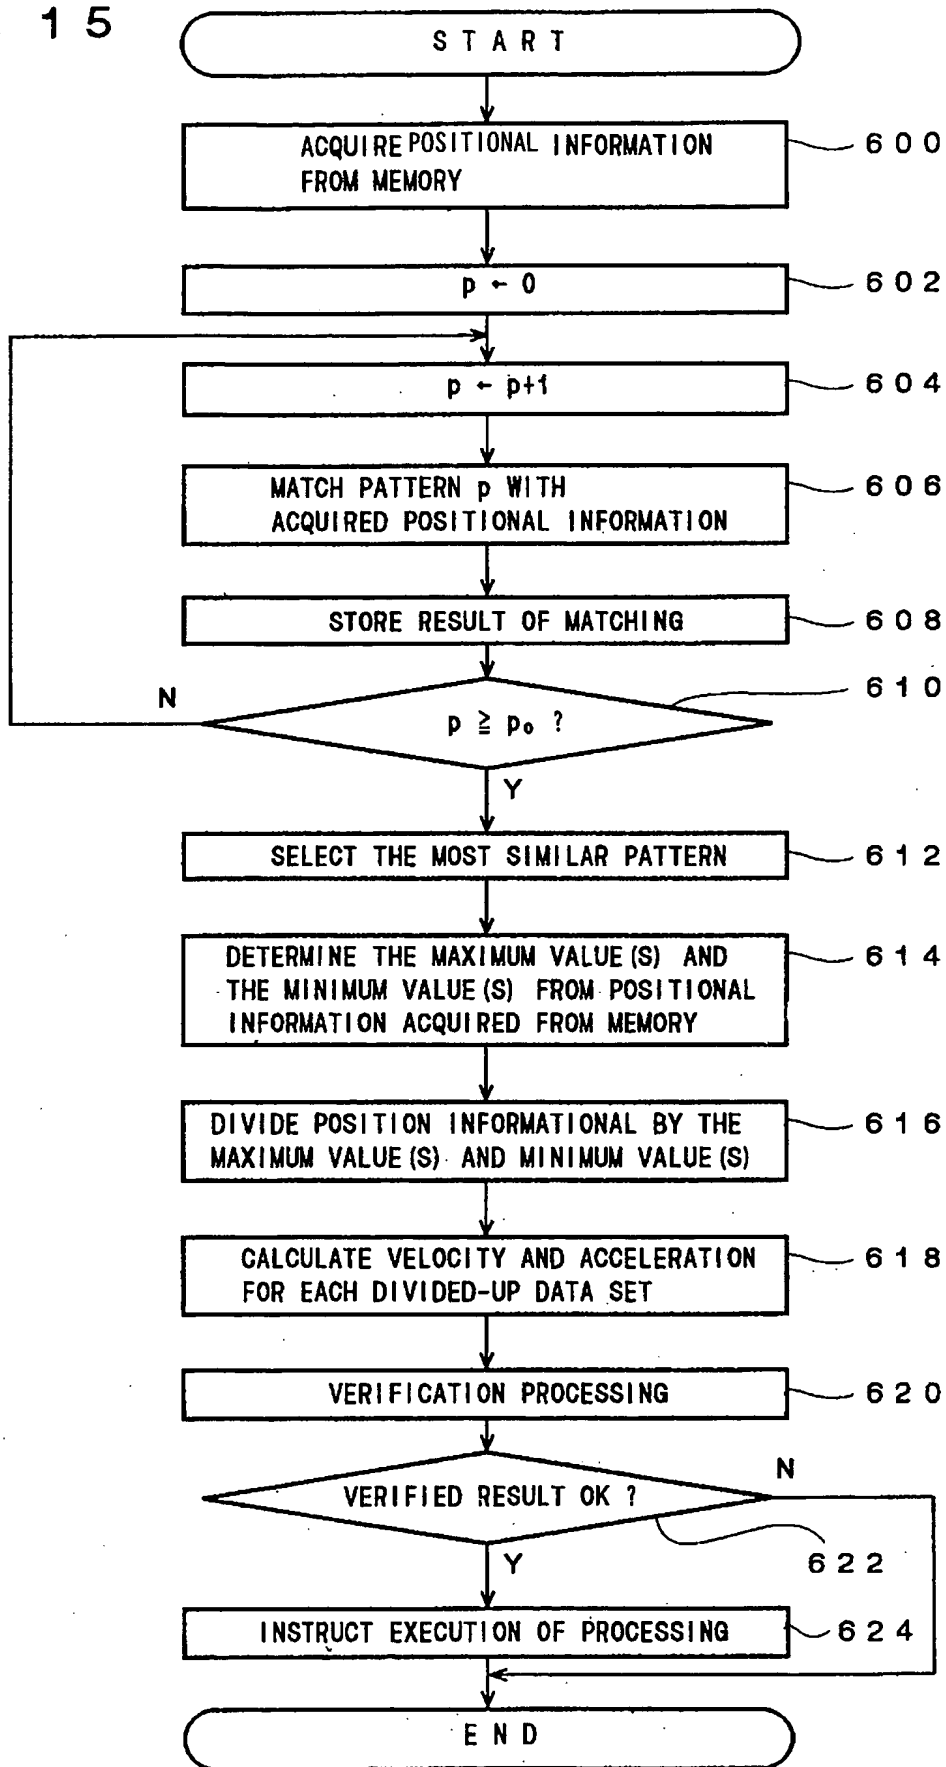 15
START
ACQUIRE POSITIONAL INFORMATION
FROM MEMORY
600
p ← 0
602
p ← p+1
604
MATCH PATTERN p WITH
ACQUIRED POSITIONAL INFORMATION
606
STORE RESULT OF MATCHING
608
N
610
p ≧ p₀ ?
Y
SELECT THE MOST SIMILAR PATTERN
612
DETERMINE THE MAXIMUM VALUE(S) AND
THE MINIMUM VALUE(S) FROM POSITIONAL
INFORMATION ACQUIRED FROM MEMORY
614
DIVIDE POSITION INFORMATIONAL BY THE
MAXIMUM VALUE(S) AND MINIMUM VALUE(S)
616
CALCULATE VELOCITY AND ACCELERATION
FOR EACH DIVIDED-UP DATA SET
618
VERIFICATION PROCESSING
620
N
VERIFIED RESULT OK ?
622
Y
INSTRUCT EXECUTION OF PROCESSING
624
END